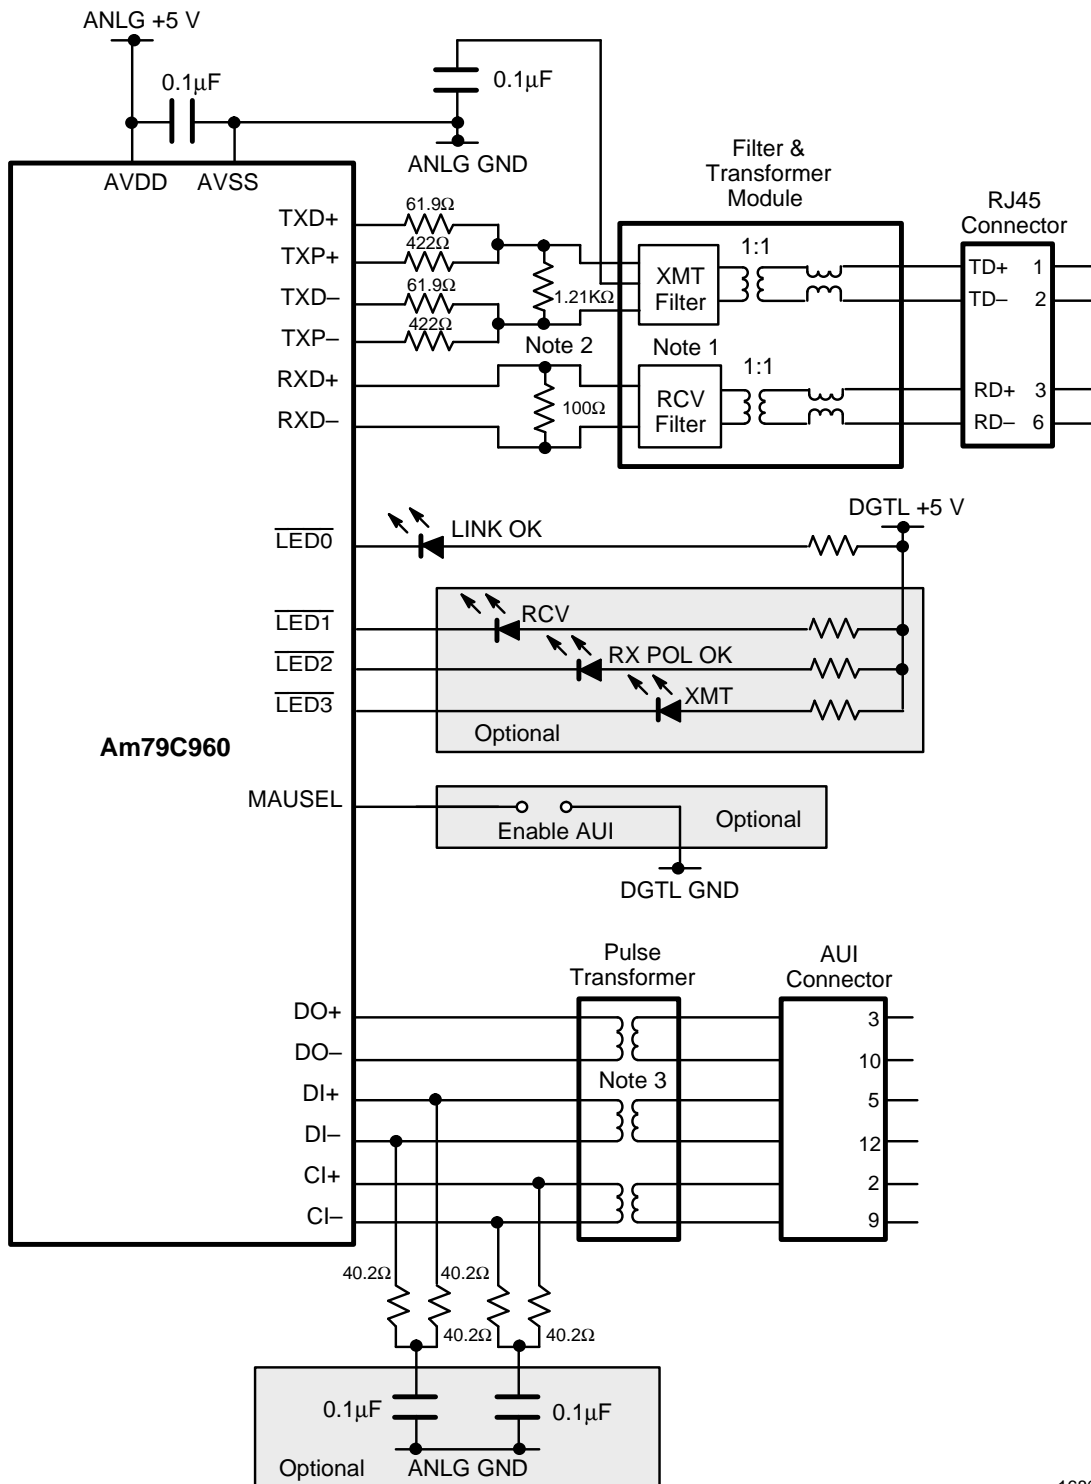 ANLG +5 V
0.1µF
0.1µF
ANLG GND
AVDD AVSS
Filter &
Transformer
Module
RJ45
Connector
TXD+
61.9Ω
TXP+
422Ω
TXD–
61.9Ω
TXP–
422Ω
1.21KΩ
XMT
Filter
1:1
TD+ 1
TD– 2
Note 2
Note 1
RXD+
RXD–
100Ω
RCV
Filter
1:1
RD+ 3
RD– 6
DGTL +5 V
LED0
LINK OK
LED1
RCV
LED2
RX POL OK
LED3
XMT
Optional
Am79C960
MAUSEL
Enable AUI
Optional
DGTL GND
Pulse
Transformer
AUI
Connector
DO+
3
DO–
10
Note 3
DI+
5
DI–
12
CI+
2
CI–
9
40.2Ω
40.2Ω
40.2Ω
40.2Ω
0.1µF
0.1µF
Optional
ANLG GND